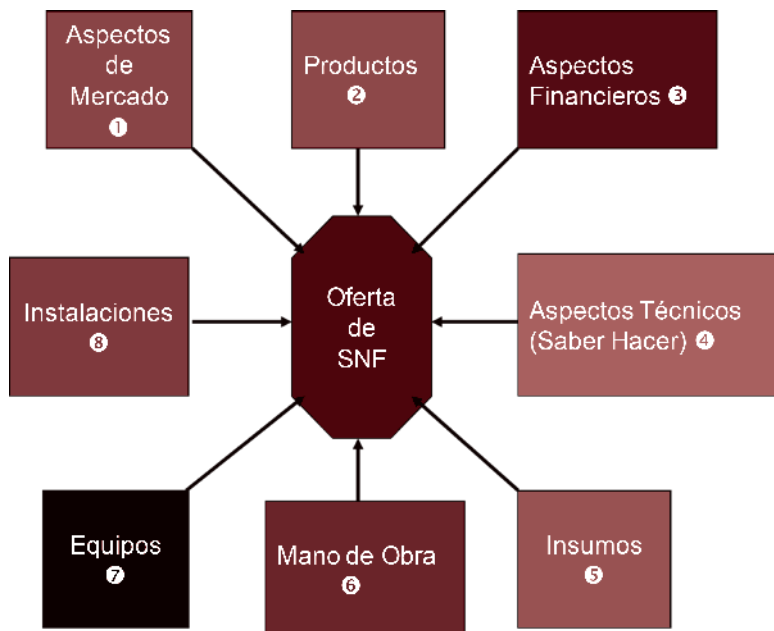 Aspectos
de
Mercado
❶
Productos
❷
Aspectos
Financieros ❸
Instalaciones
❽
Oferta
de
SNF
Aspectos Técnicos
(Saber Hacer) ❹
Equipos
❼
Mano de Obra
❻
Insumos
❺